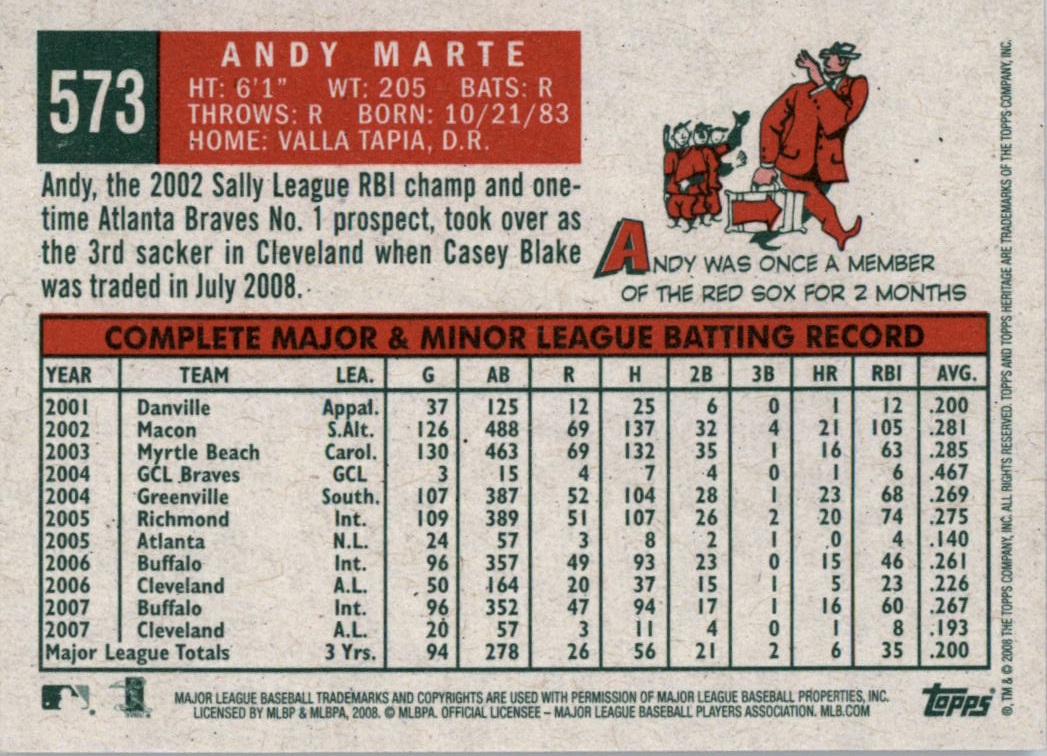 573
ANDY MARTE
HT: 6'1" WT: 205 BATS: R
THROWS: R BORN: 10/21/83
HOME: VALLA TAPIA, D.R.
Andy, the 2002 Sally League RBI champ and one-
time Atlanta Braves No. 1 prospect, took over as
the 3rd sacker in Cleveland when Casey Blake
was traded in July 2008.
ANDY WAS ONCE A MEMBER
OF THE RED SOX FOR 2 MONTHS
COMPLETE MAJOR & MINOR LEAGUE BATTING RECORD
YEAR TEAM LEA. G AB R H 2B 3B HR RBI AVG.
2001 Danville Appal. 37 125 12 25 6 0 1 12 .200
2002 Macon S.Alt. 126 488 69 137 32 4 21 105 .281
2003 Myrtle Beach Carol. 130 463 69 132 35 1 16 63 .285
2004 GCL Braves GCL 3 15 4 7 4 0 1 6 .467
2004 Greenville South. 107 387 52 104 28 1 23 68 .269
2005 Richmond Int. 109 389 51 107 26 2 20 74 .275
2005 Atlanta N.L. 24 57 3 8 2 1 0 4 .140
2006 Buffalo Int. 96 357 49 93 23 0 15 46 .261
2006 Cleveland A.L. 50 164 20 37 15 1 5 23 .226
2007 Buffalo Int. 96 352 47 94 17 1 16 60 .267
2007 Cleveland A.L. 20 57 3 11 4 0 1 8 .193
Major League Totals 3 Yrs. 94 278 26 56 21 2 6 35 .200
MAJOR LEAGUE BASEBALL TRADEMARKS AND COPYRIGHTS ARE USED WITH PERMISSION OF MAJOR LEAGUE BASEBALL PROPERTIES, INC.
LICENSED BY MLBP & MLBPA, 2008. © MLBPA. OFFICIAL LICENSEE – MAJOR LEAGUE BASEBALL PLAYERS ASSOCIATION. MLB.COM
topps
®, TM & © 2008 THE TOPPS COMPANY, INC. ALL RIGHTS RESERVED. TOPPS AND TOPPS HERITAGE ARE TRADEMARKS OF THE TOPPS COMPANY, INC.